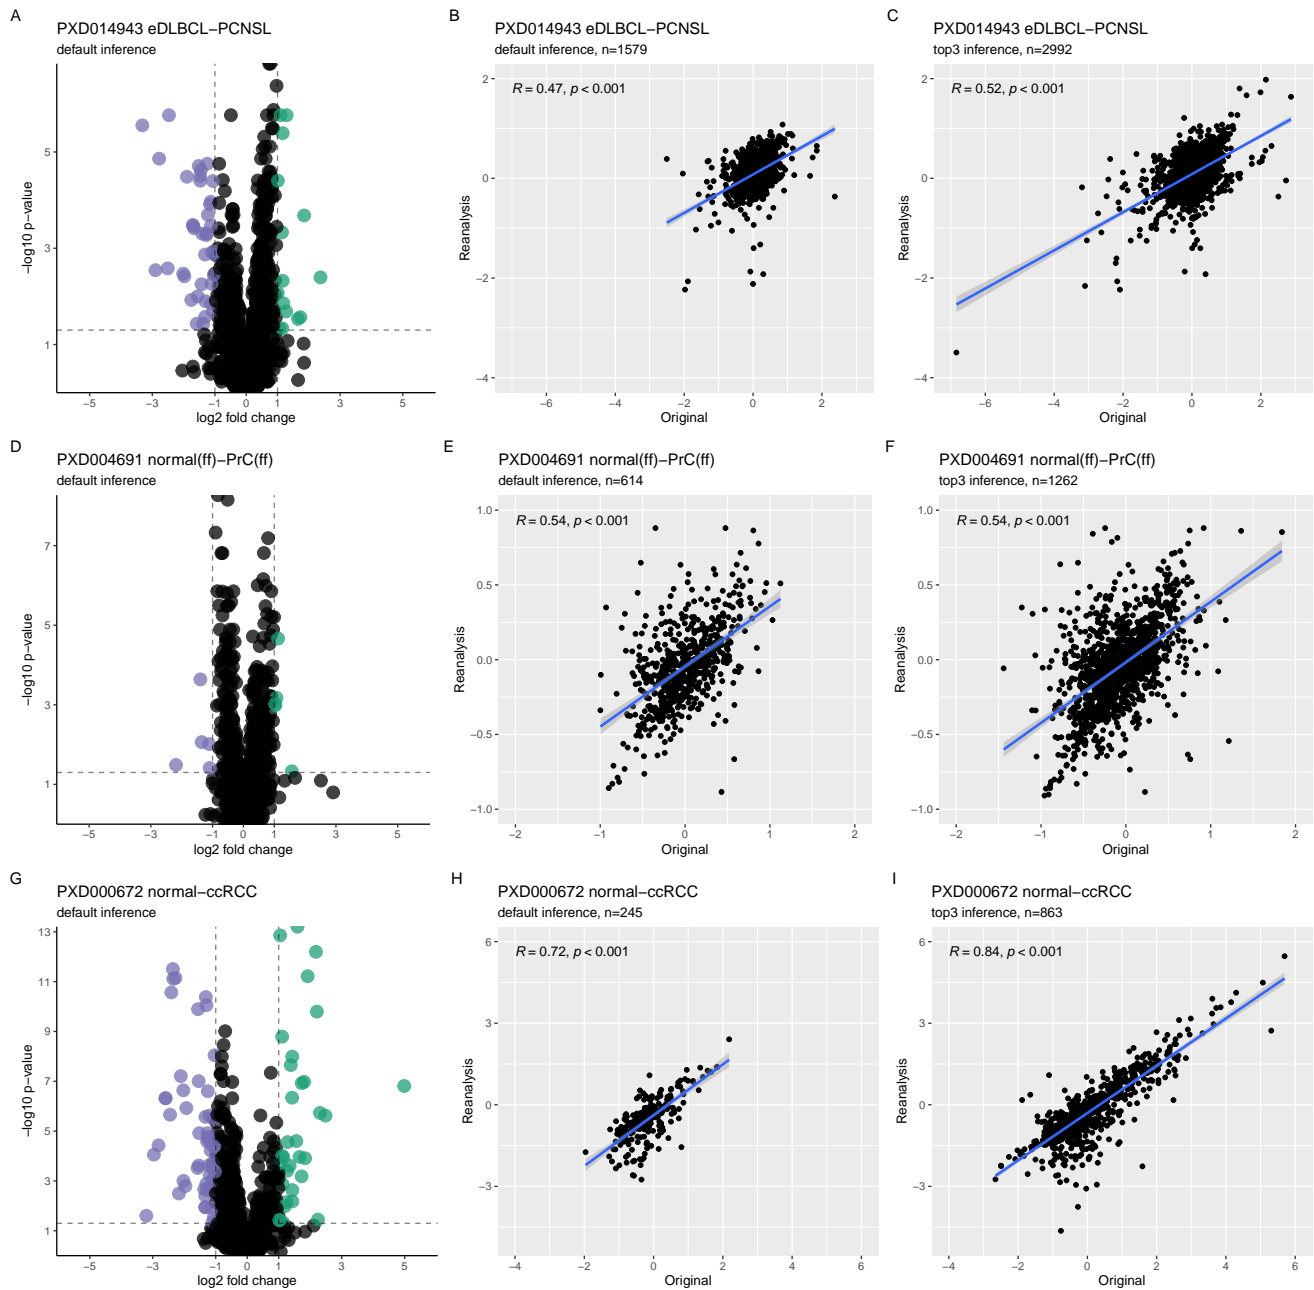 A
PXD014943 eDLBCL−PCNSL
default inference
−log10 p−value
5
3
1
−5
−3
−1
1
3
5
log2 fold change
B
PXD014943 eDLBCL−PCNSL
default inference, n=1579
R = 0.47, p < 0.001
Reanalysis
2
0
−2
−4
−6
−4
−2
0
2
Original
C
PXD014943 eDLBCL−PCNSL
top3 inference, n=2992
R = 0.52, p < 0.001
Reanalysis
2
0
−2
−4
−6
−4
−2
0
2
Original
D
PXD004691 normal(ff)−PrC(ff)
default inference
−log10 p−value
7
5
3
1
−5
−3
−1
1
3
5
log2 fold change
E
PXD004691 normal(ff)−PrC(ff)
default inference, n=614
R = 0.54, p < 0.001
Reanalysis
1.0
0.5
0.0
−0.5
−1.0
−2
−1
0
1
2
Original
F
PXD004691 normal(ff)−PrC(ff)
top3 inference, n=1262
R = 0.54, p < 0.001
Reanalysis
1.0
0.5
0.0
−0.5
−1.0
−2
−1
0
1
2
Original
G
PXD000672 normal−ccRCC
default inference
−log10 p−value
13
11
9
7
5
3
1
−5
−3
−1
1
3
5
log2 fold change
H
PXD000672 normal−ccRCC
default inference, n=245
R = 0.72, p < 0.001
Reanalysis
6
3
0
−3
−4
−2
0
2
4
6
Original
I
PXD000672 normal−ccRCC
top3 inference, n=863
R = 0.84, p < 0.001
Reanalysis
6
3
0
−3
−4
−2
0
2
4
6
Original